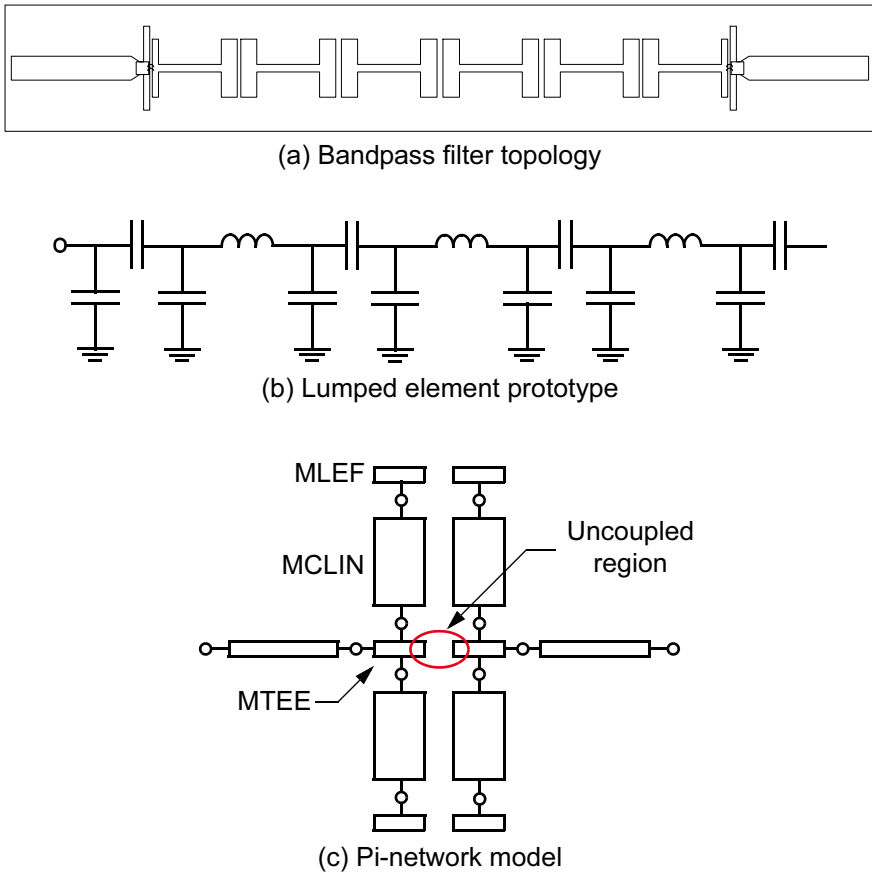 (a) Bandpass filter topology
(b) Lumped element prototype
MLEF
MCLIN
Uncoupled
region
MTEE
(c) Pi-network model